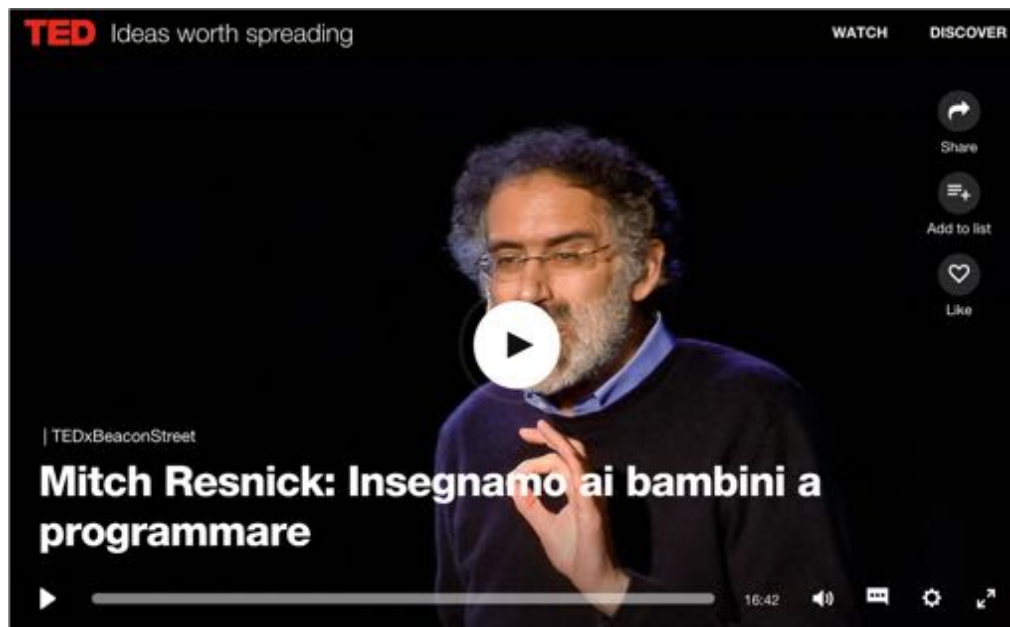 TED Ideas worth spreading
WATCH DISCOVER
Share
Add to list
Like
| TEDxBeaconStreet
Mitch Resnick: Insegnamo ai bambini a
programmare
16:42